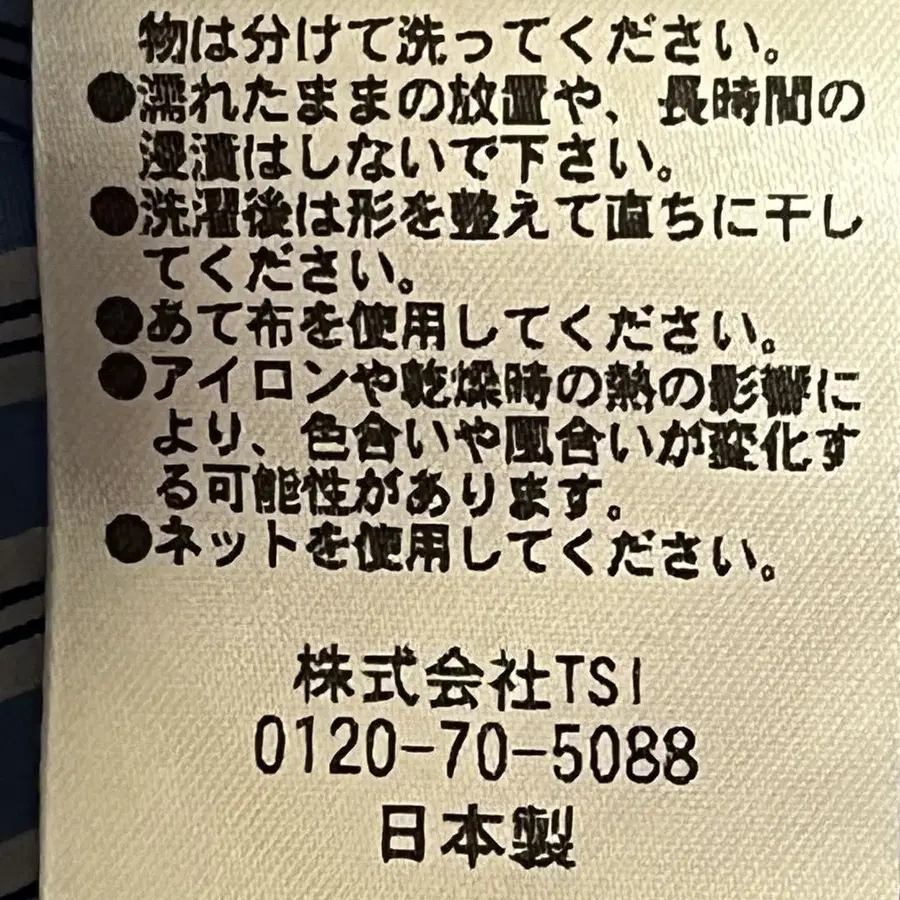 物は分けて洗ってください。
●濡れたままの放置や、長時間の
浸漬はしないで下さい。
●洗濯後は形を整えて直ちに干し
てください。
●あて布を使用してください。
●アイロンや乾燥時の熱の影響に
より、色合いや風合いが変化す
る可能性があります。
●ネットを使用してください。
株式会社TSI
0120-70-5088
日本製